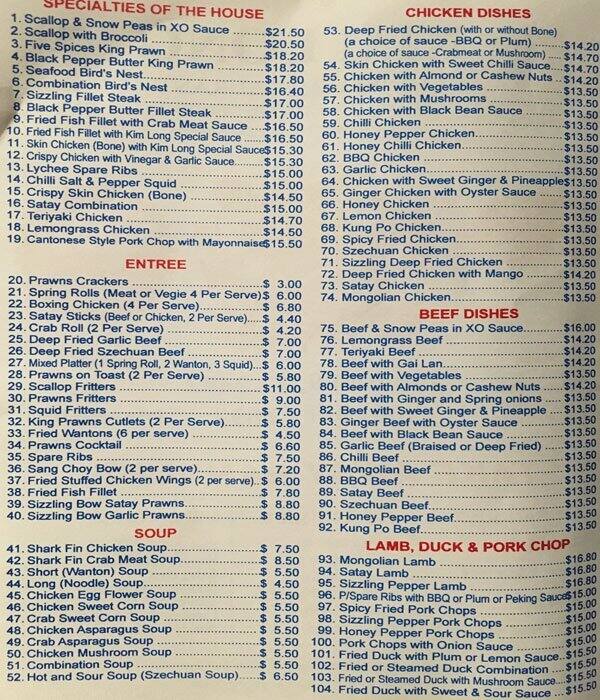 SPECIALTIES OF THE HOUSE
1. Scallop & Snow Peas in XO Sauce ........$21.50
2. Scallop with Broccoli ........$20.50
3. Five Spices King Prawn ........$18.20
4. Black Pepper Butter King Prawn ........$18.20
5. Seafood Bird's Nest........$17.80
6. Combination Bird's Nest ........$16.40
7. Sizzling Fillet Steak ........$17.00
8. Black Pepper Butter Fillet Steak ........$17.00
9. Fried Fish Fillet with Crab Meat Sauce ....$16.50
10. Fried Fish Fillet with Kim Long Special Sauce ....$16.50
11. Skin Chicken (Bone) with Kim Long Special Sauce$15.30
12. Crispy Chicken with Vinegar & Garlic Sauce........$15.30
13. Lychee Spare Ribs ........$15.00
14. Chilli Salt & Pepper Squid ........$15.00
15. Crispy Skin Chicken (Bone) ........$14.50
16. Satay Combination ........$15.00
17. Teriyaki Chicken ........$14.70
18. Lemongrass Chicken ........$14.50
19. Cantonese Style Pork Chop with Mayonnaise$15.50
ENTREE
20. Prawns Crackers ........$ 3.00
21. Spring Rolls (Meat or Vegie 4 Per Serve)$ 6.00
22. Boxing Chicken (4 Per Serve) ........$ 6.80
23. Satay Sticks (Beef or Chicken, 2 Per Serve)....$ 4.40
24. Crab Roll (2 Per Serve) ........$ 4.20
25. Deep Fried Garlic Beef ........$ 7.00
26. Deep Fried Szechuan Beef ........$ 7.00
27. Mixed Platter (1 Spring Roll, 2 Wanton, 3 Squid)...$ 6.00
28. Prawns on Toast (2 Per Serve) ........$ 5.80
29. Scallop Fritters ........$11.00
30. Prawns Fritters ........$ 9.00
31. Squid Fritters ........$ 7.50
32. King Prawns Cutlets (2 Per Serve) ........$ 5.80
33. Fried Wantons (6 per serve) ........$ 4.50
34. Prawns Cocktail ........$ 6.60
35. Spare Ribs ........$ 7.50
36. Sang Choy Bow (2 per serve) ........$ 7.20
37. Fried Stuffed Chicken Wings (2 per serve)..$ 6.00
38. Fried Fish Fillet ........$ 7.80
39. Sizzling Bow Satay Prawns ........$ 8.80
40. Sizzling Bow Garlic Prawns ........$ 8.80
SOUP
41. Shark Fin Chicken Soup........$ 7.50
42. Shark Fin Crab Meat Soup........$ 8.50
43. Short (Wanton) Soup ........$ 5.50
44. Long (Noodle) Soup ........$ 4.50
45. Chicken Egg Flower Soup ........$ 5.50
46. Chicken Sweet Corn Soup ........$ 5.50
47. Crab Sweet Corn Soup ........$ 5.50
48. Chicken Asparagus Soup ........$ 5.50
49. Crab Asparagus Soup ........$ 5.50
50. Chicken Mushroom Soup ........$ 5.50
51. Combination Soup ........$ 5.50
52. Hot and Sour Soup (Szechuan Soup) ........$ 6.50
CHICKEN DISHES
53. Deep Fried Chicken (with or without Bone)
(a choice of sauce -BBQ or Plum) ........$14.20
(a choice of sauce -Crabmeat or Mushroom) ....$14.70
54. Skin Chicken with Sweet Chilli Sauce ....$14.70
55. Chicken with Almond or Cashew Nuts ..$14.20
56. Chicken with Vegetables ........$13.50
57. Chicken with Mushrooms ........$13.50
58. Chicken with Black Bean Sauce ........$13.50
59. Chilli Chicken ........$13.50
60. Honey Pepper Chicken........$13.50
61. Honey Chilli Chicken ........$13.50
62. BBQ Chicken ........$13.50
63. Garlic Chicken ........$13.50
64. Chicken with Sweet Ginger & Pineapple$13.50
65. Ginger Chicken with Oyster Sauce ........$13.50
66. Honey Chicken ........$13.50
67. Lemon Chicken ........$13.50
68. Kung Po Chicken ........$13.50
69. Spicy Fried Chicken ........$13.50
70. Szechuan Chicken ........$13.50
71. Sizzling Deep Fried Chicken ........$13.50
72. Deep Fried Chicken with Mango ........$14.20
73. Satay Chicken ........$13.50
74. Mongolian Chicken ........$13.50
BEEF DISHES
75. Beef & Snow Peas in XO Sauce........$16.00
76. Lemongrass Beef ........$14.20
77. Teriyaki Beef ........$14.20
78. Beef with Gai Lan ........$14.20
79. Beef with Vegetables ........$13.50
80. Beef with Almonds or Cashew Nuts ....$14.20
81. Beef with Ginger and Spring onions ....$13.50
82. Beef with Sweet Ginger & Pineapple ....$13.50
83. Ginger Beef with Oyster Sauce ........$13.50
84. Beef with Black Bean Sauce ........$13.50
85. Garlic Beef (Braised or Deep Fried) ....$13.50
86. Chilli Beef ........$13.50
87. Mongolian Beef ........$13.50
88. BBQ Beef ........$13.50
89. Satay Beef ........$13.50
90. Szechuan Beef ........$13.50
91. Honey Pepper Beef ........$13.50
92. Kung Po Beef ........$13.50
LAMB, DUCK & PORK CHOP
93. Mongolian Lamb ........$16.80
94. Satay Lamb ........$16.80
95. Sizzling Pepper Lamb ........$16.80
96. P/Spare Ribs with BBQ or Plum or Peking Sauce$15.00
97. Spicy Fried Pork Chops ........$15.00
98. Sizzling Pepper Pork Chops ........$15.00
99. Honey Pepper Pork Chops ........$15.00
100. Pork Chops with Onion Sauce ........$15.00
101. Fried Duck with Plum or Lemon Sauce..$15.50
102. Fried or Steamed Duck Combination ....$15.50
103. Fried or Steamed Duck with Mushroom Sauce....$15.50
104. Fried Duck with Sweet & Sour Sauce ....$15.50